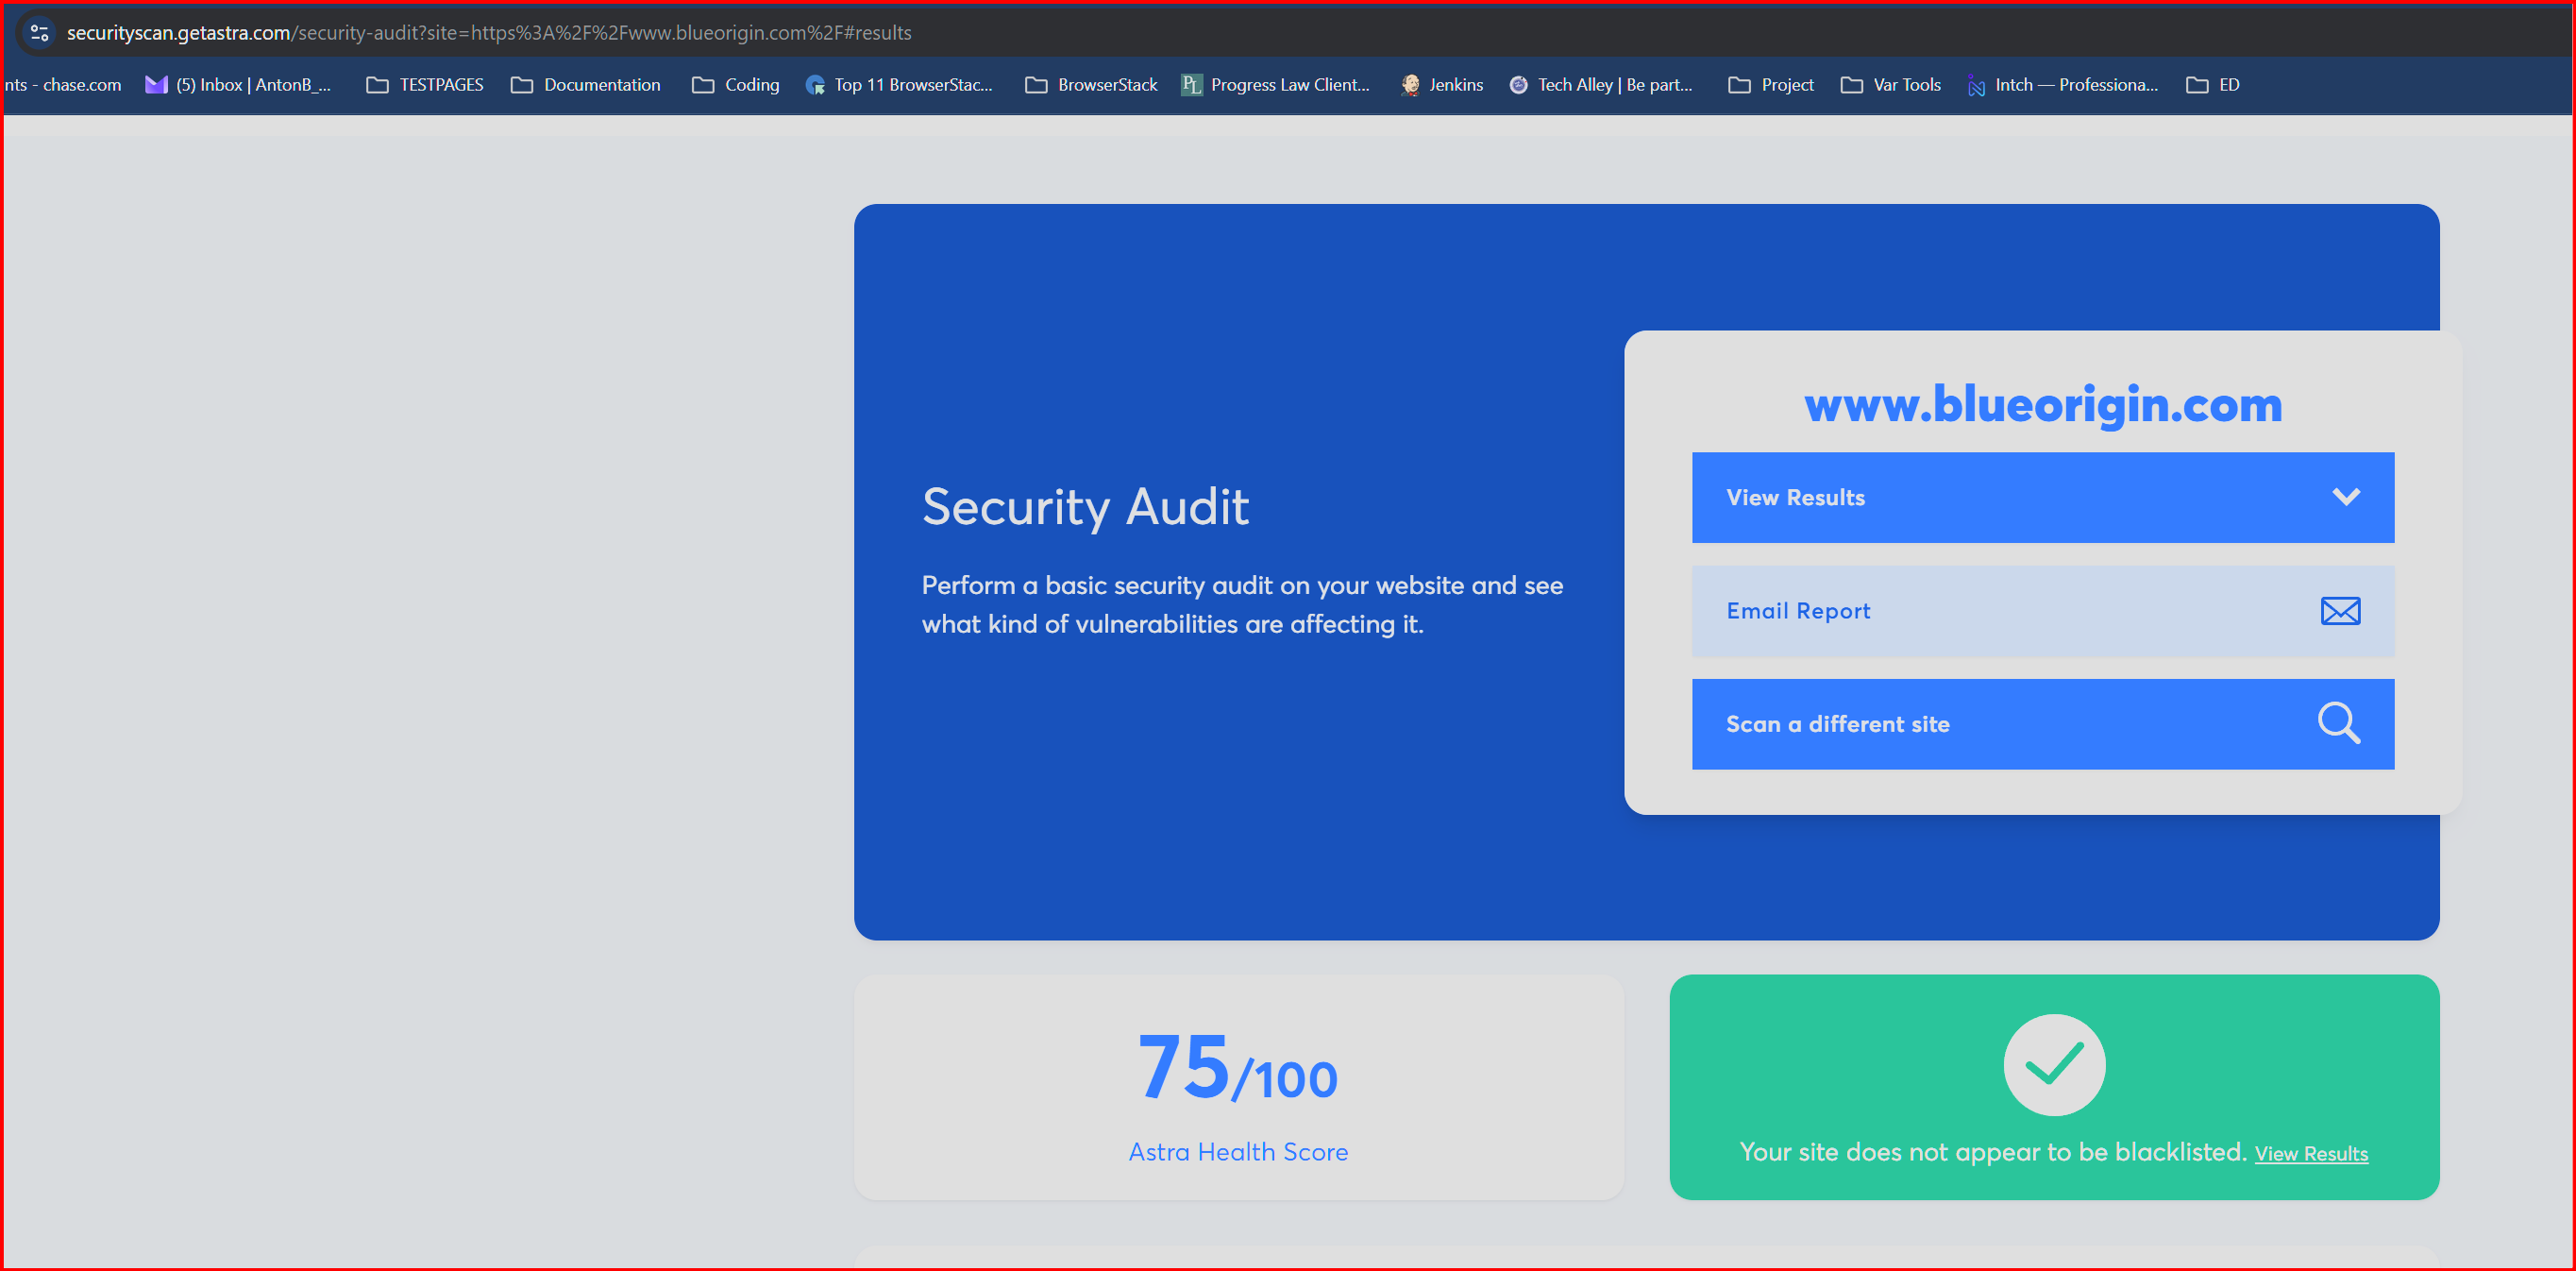 securityscan.getastra.com/security-audit?site=https%3A%2F%2Fwww.blueorigin.com%2F#results
nts - chase.com (5) Inbox | AntonB_... TESTPAGES Documentation Coding Top 11 BrowserStac... BrowserStack Progress Law Client... Jenkins Tech Alley | Be part... Project Var Tools Intch — Professiona... ED
www.blueorigin.com
View Results
Security Audit
Perform a basic security audit on your website and see
what kind of vulnerabilities are affecting it.
Email Report
Scan a different site
75/100
Astra Health Score
Your site does not appear to be blacklisted. View Results